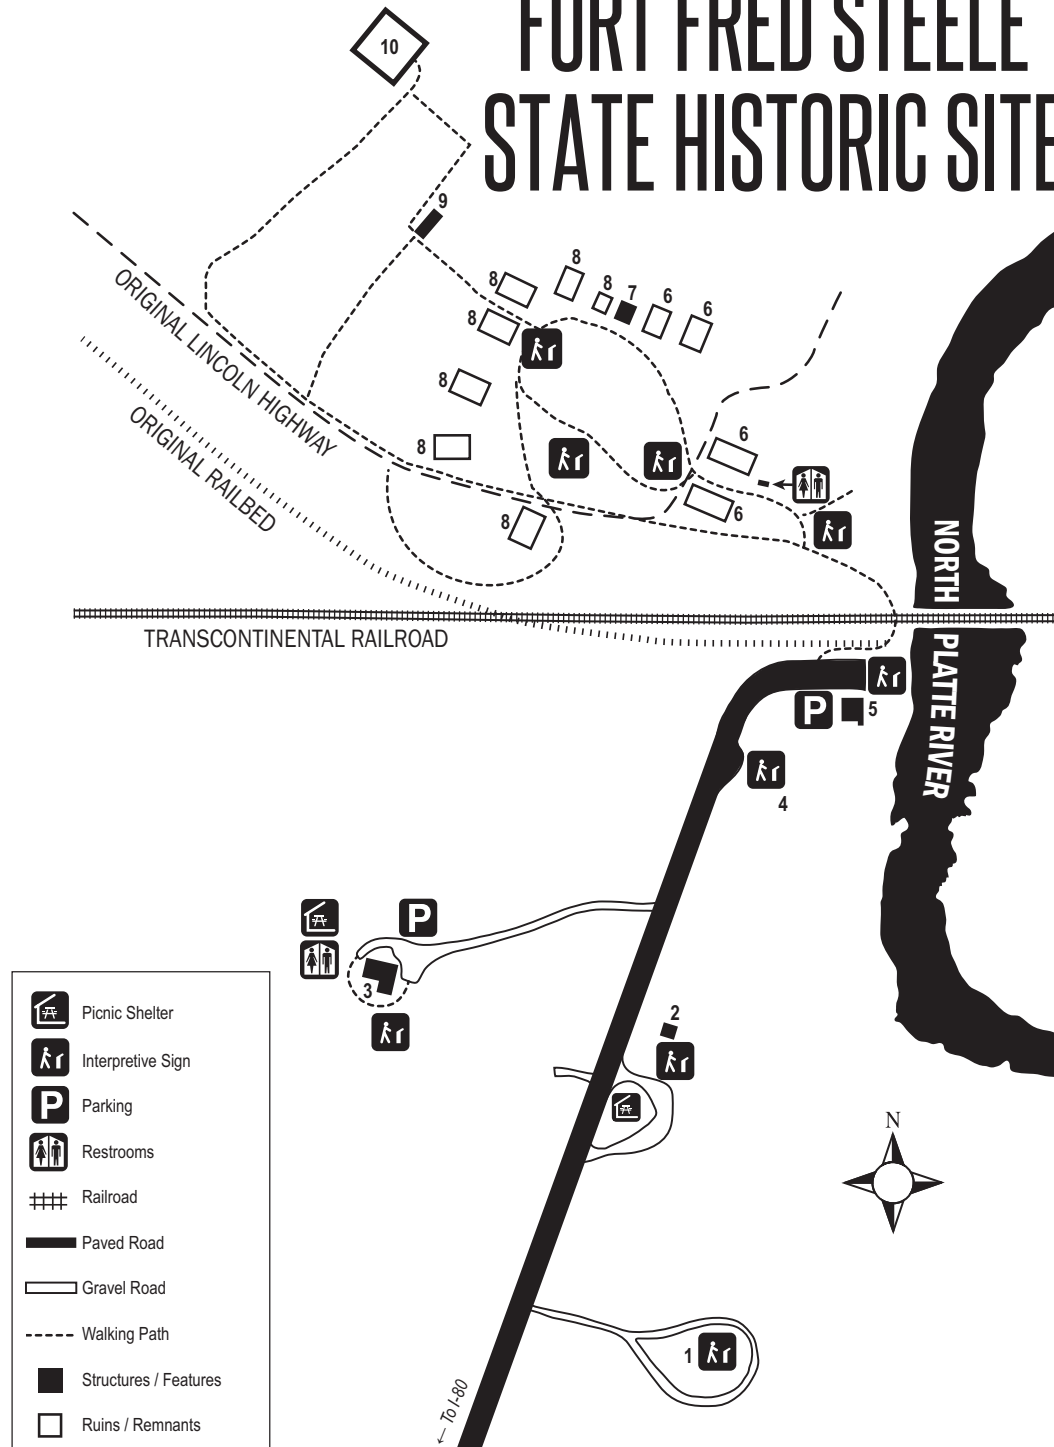 FORT FRED STEELE
STATE HISTORIC SITE
10
9
8
8
8
7
6
6
8
8
8
6
6
8
ORIGINAL LINCOLN HIGHWAY
ORIGINAL RAILBED
TRANSCONTINENTAL RAILROAD
NORTH
PLATTE RIVER
P
5
4
P
3
2
N
1
← To I-80
Picnic Shelter
Interpretive Sign
P Parking
Restrooms
Railroad
Paved Road
Gravel Road
Walking Path
Structures / Features
Ruins / Remnants